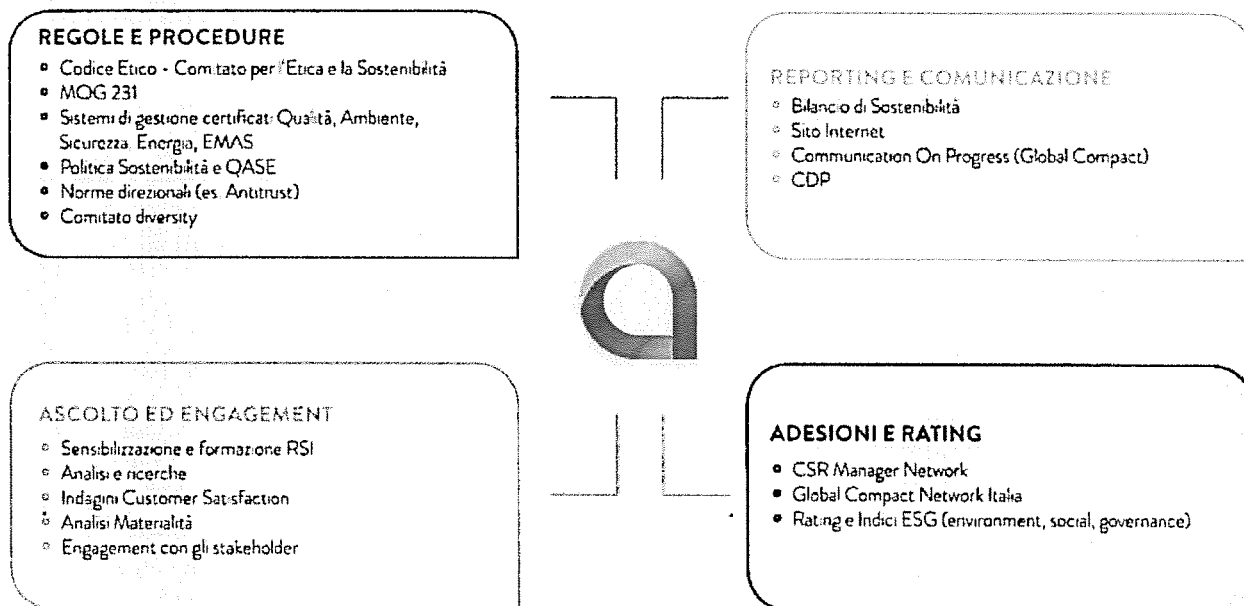 REGOLE E PROCEDURE
Codice Etico - Comitato per l'Etica e la Sostenibilità
MOG 231
Sistemi di gestione certificati Qualità, Ambiente,
Sicurezza, Energia, EMAS
Politica Sostenibilità e QASE
Norme direzionali (es. Antitrust)
Comitato diversity
REPORTING E COMUNICAZIONE
Bilancio di Sostenibilità
Sito Internet
Communication On Progress (Global Compact)
CDP
ASCOLTO ED ENGAGEMENT
Sensibilizzazione e formazione RSI
Analisi e ricerche
Indagini Customer Satisfaction
Analisi Materialità
Engagement con gli stakeholder
ADESIONI E RATING
CSR Manager Network
Global Compact Network Italia
Rating e Indici ESG (environment, social, governance)